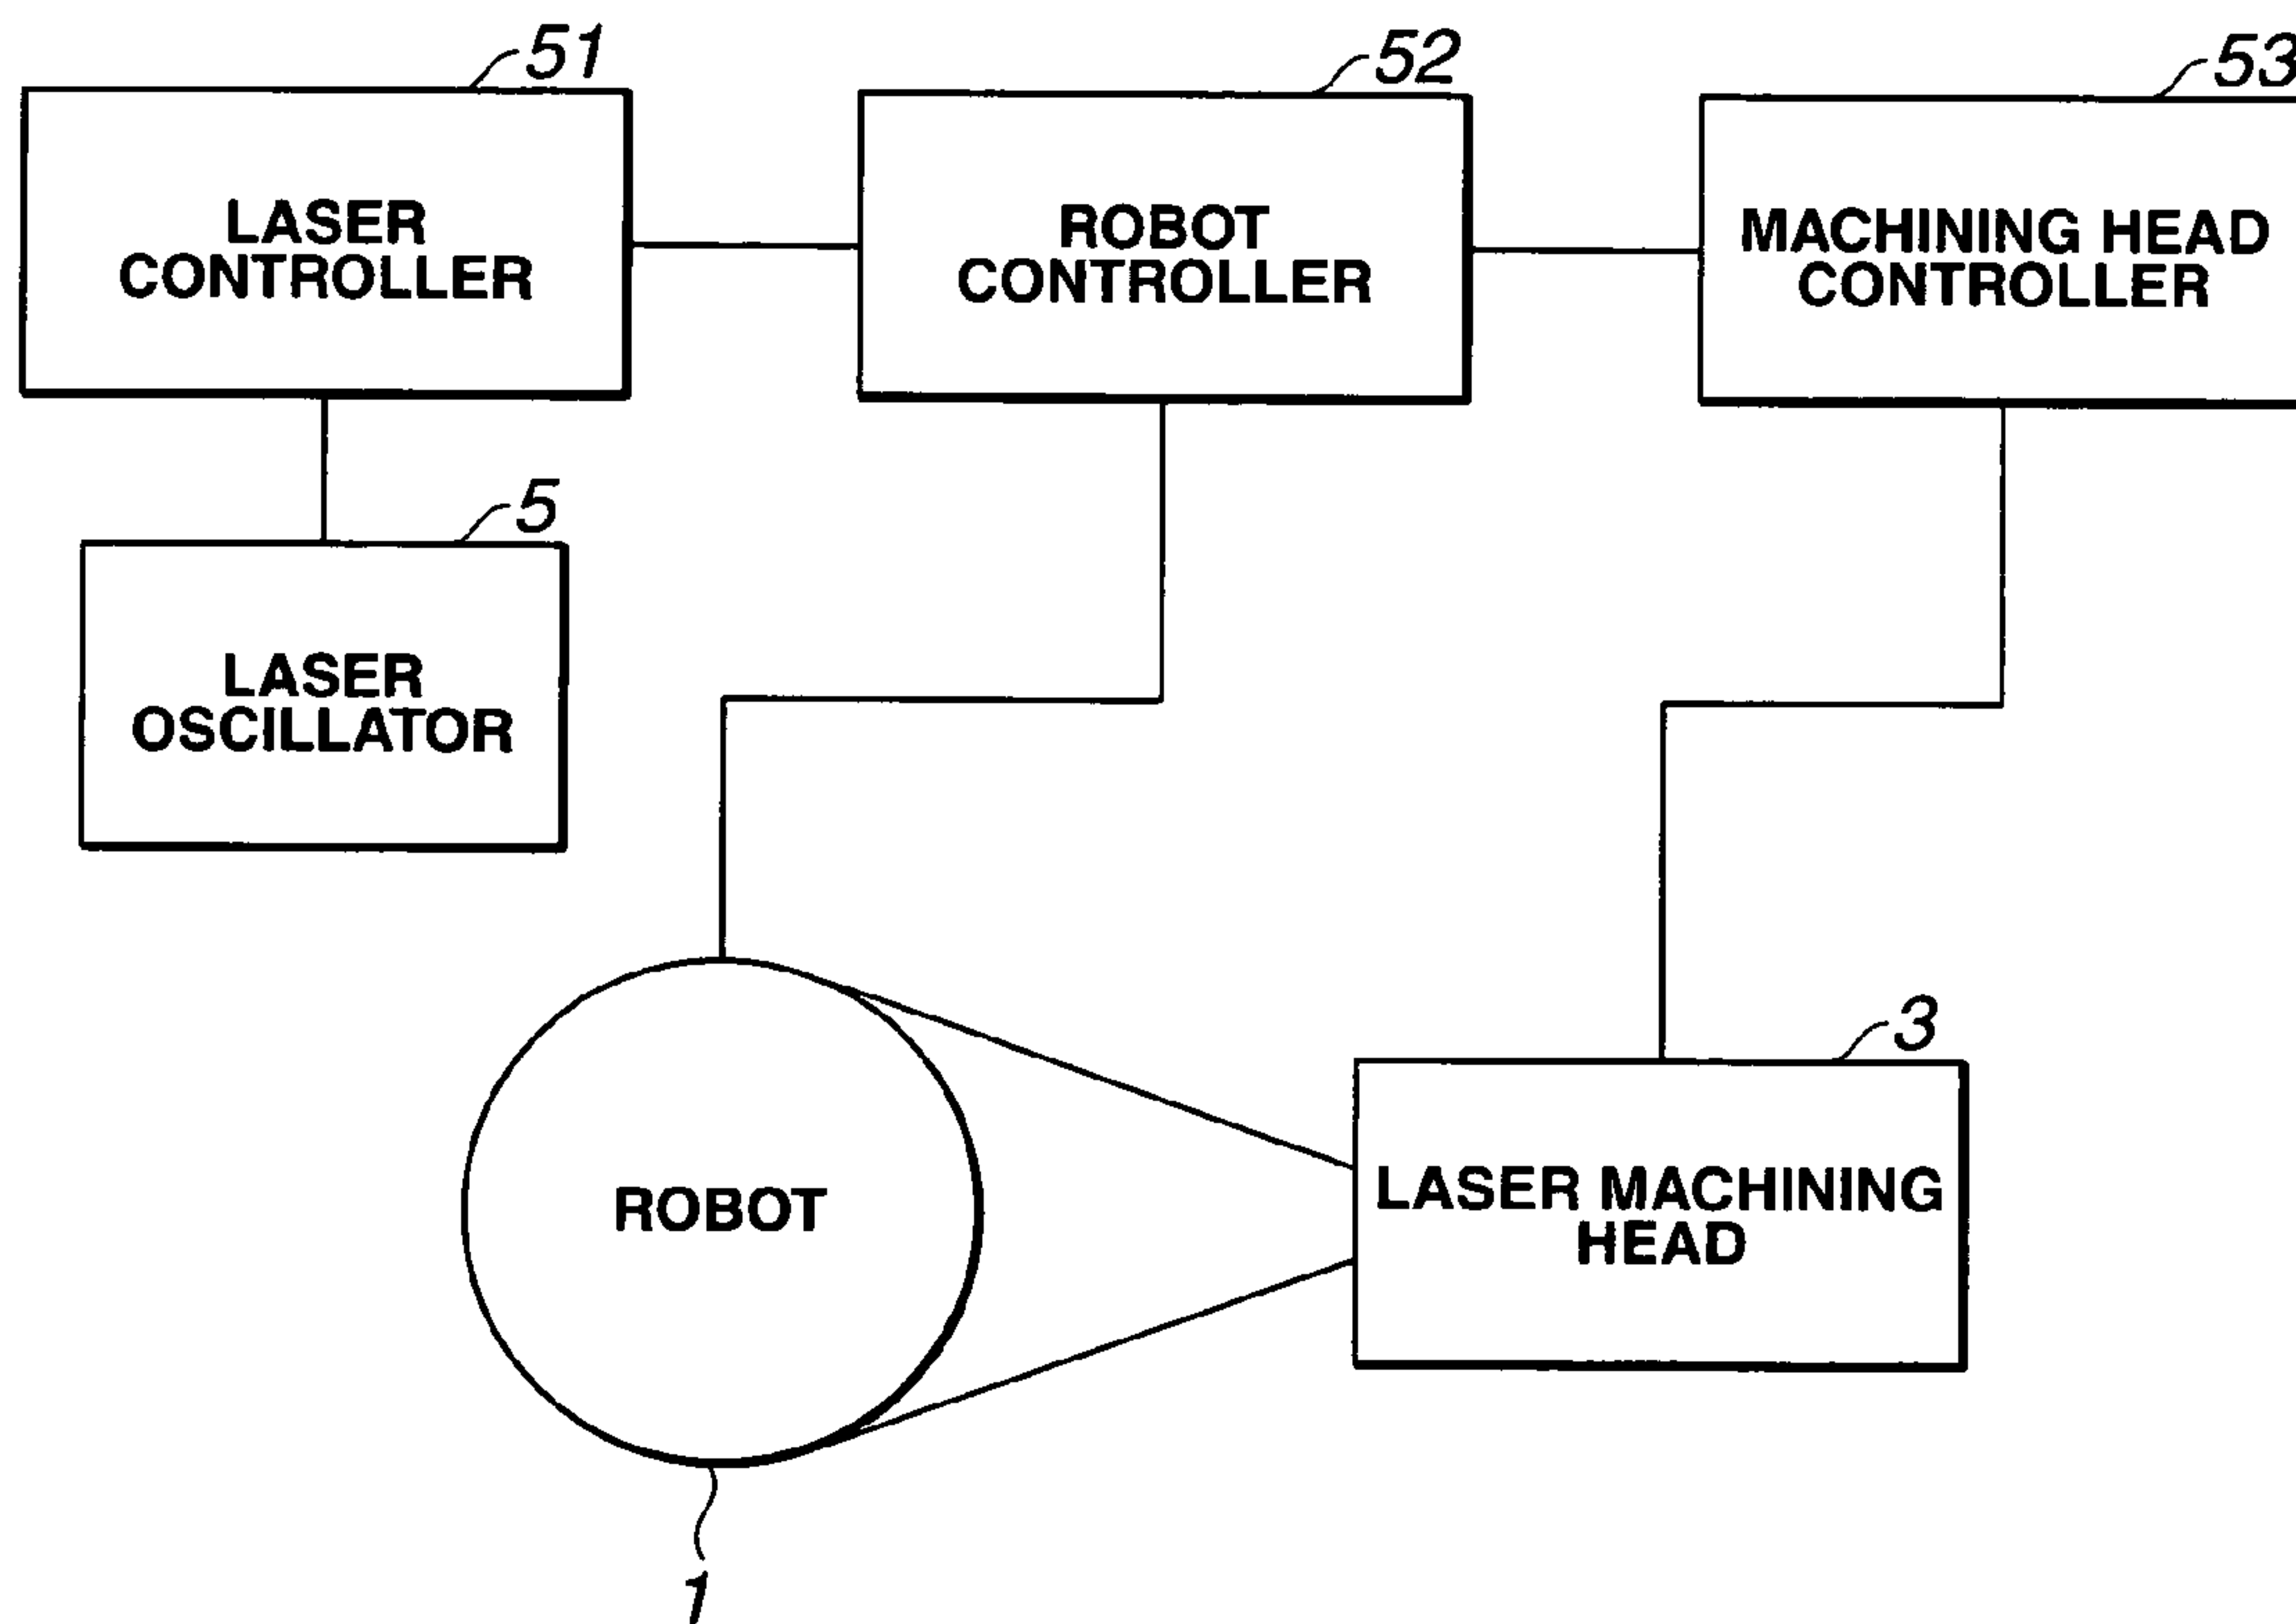 51
52
53
LASER
CONTROLLER
ROBOT
CONTROLLER
MACHINING HEAD
CONTROLLER
5
LASER
OSCILLATOR
3
ROBOT
LASER MACHINING
HEAD
1